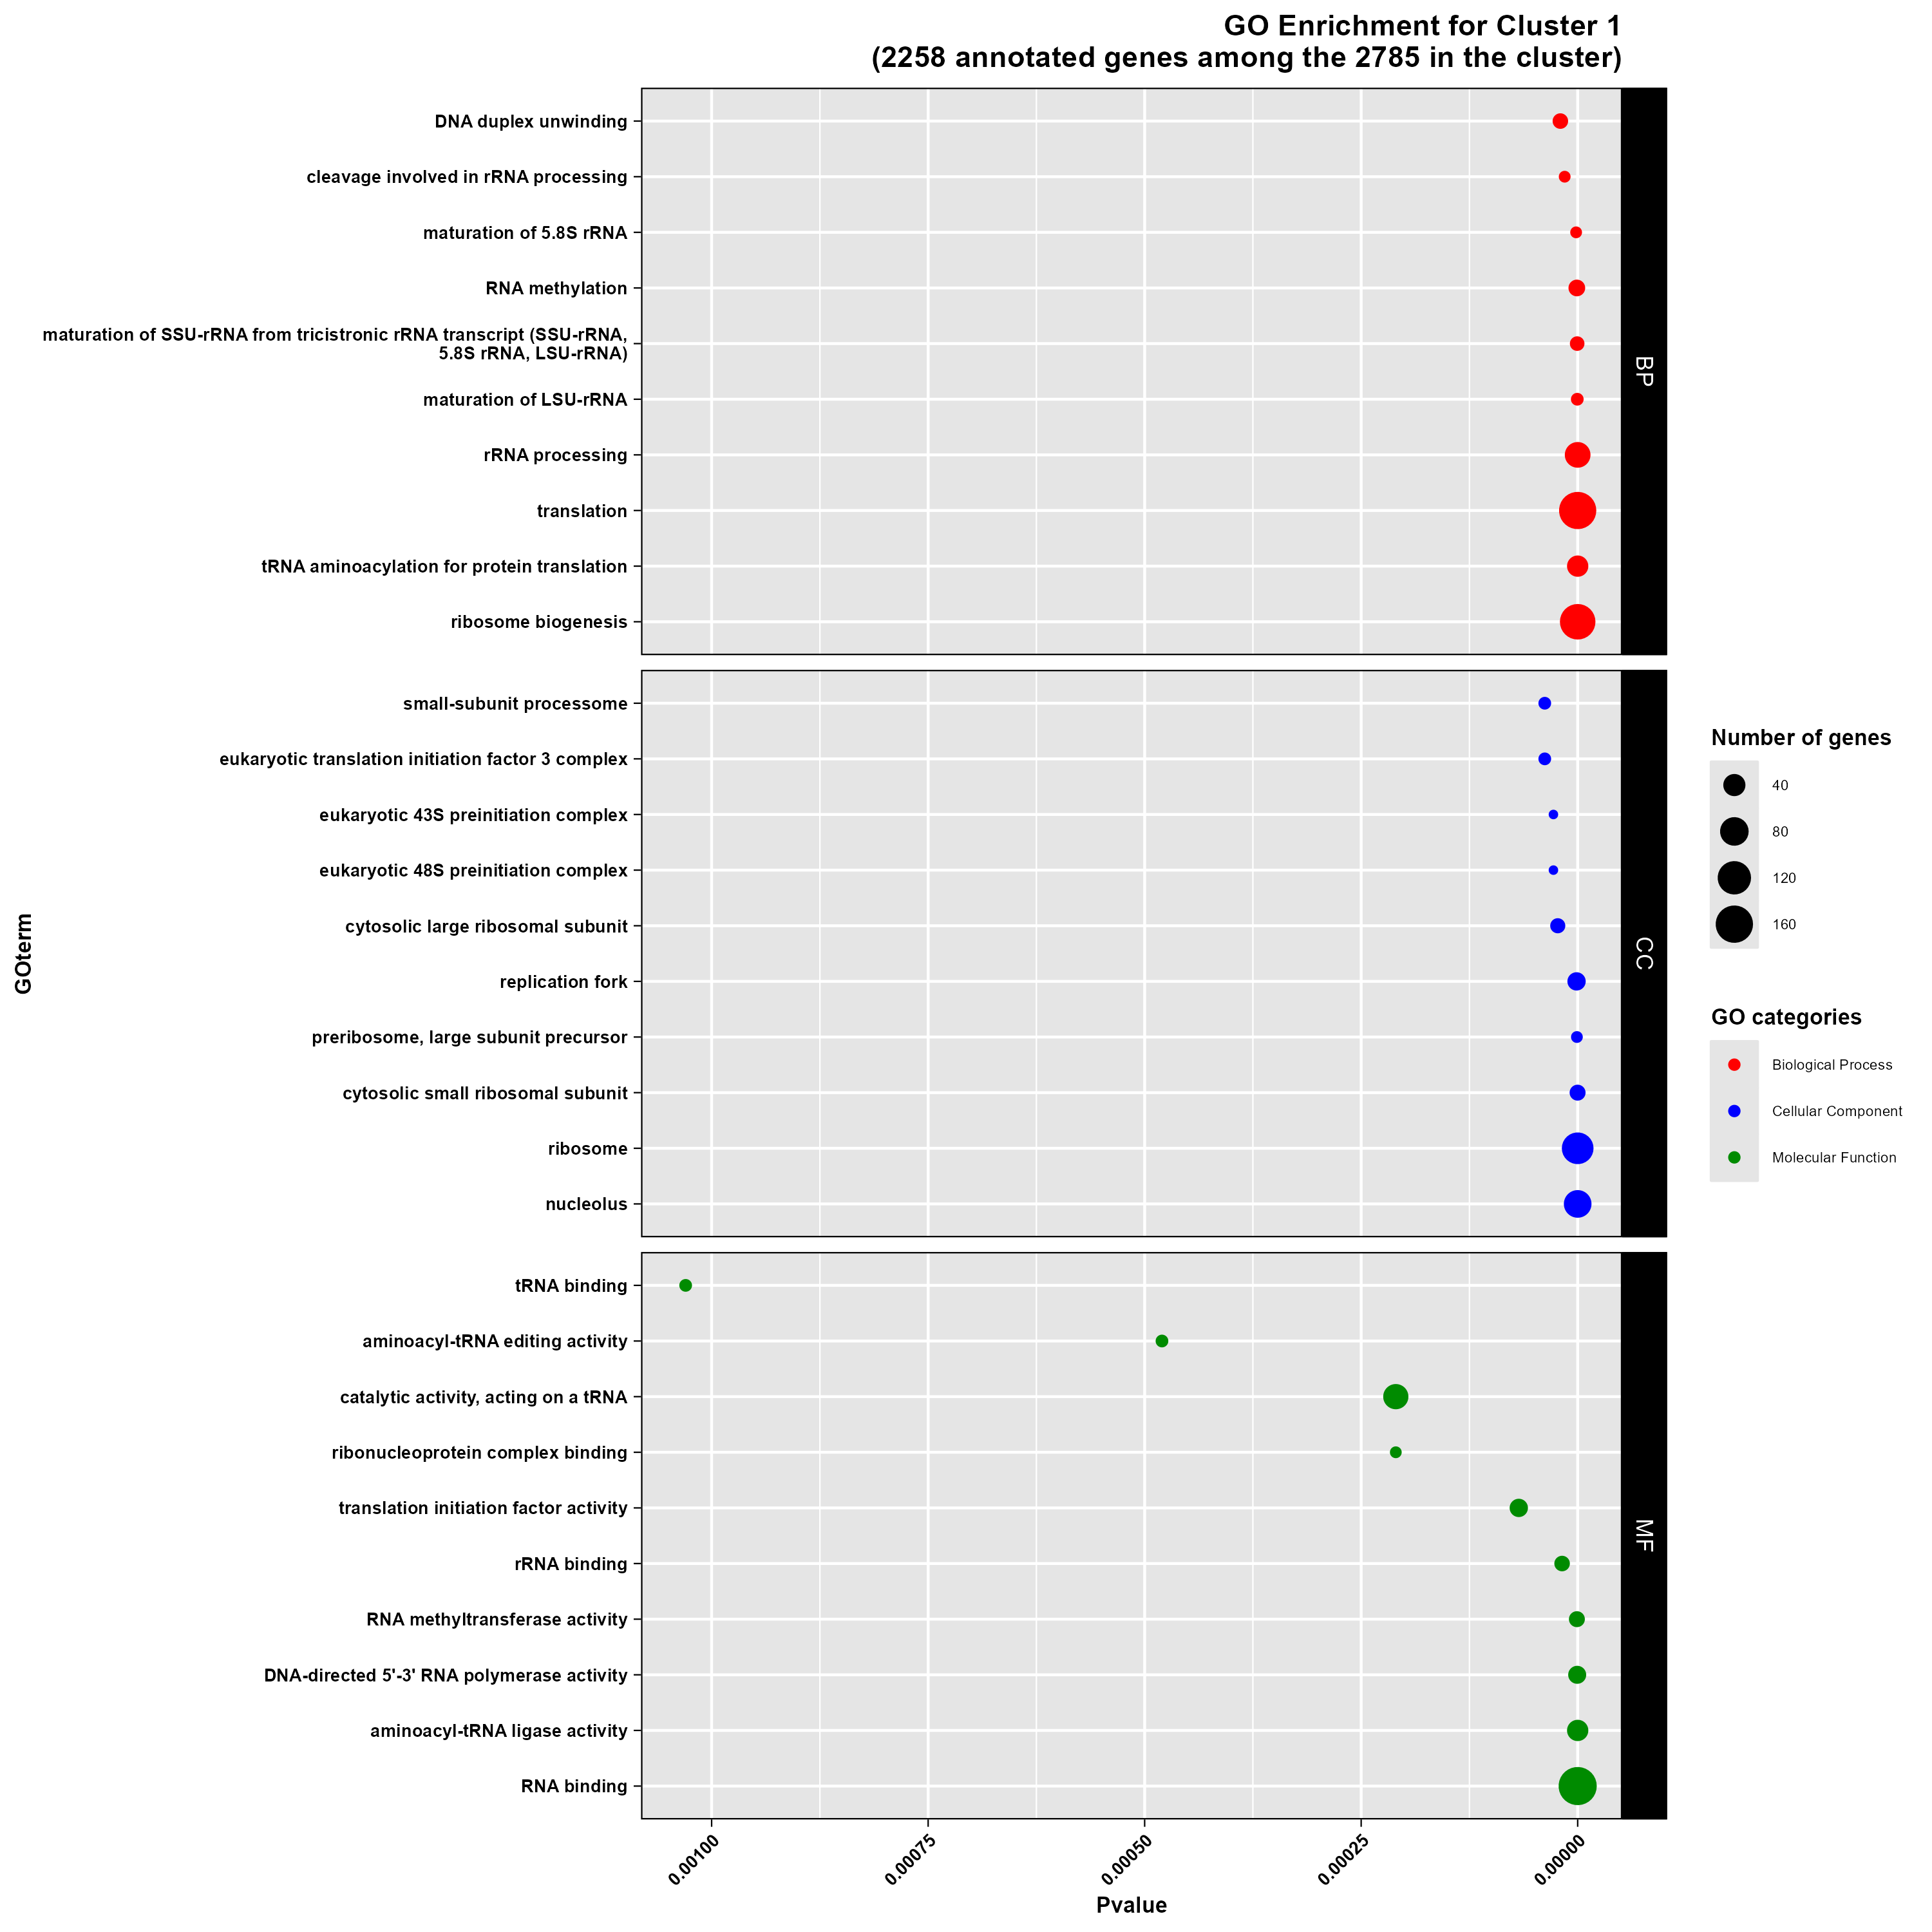 GO Enrichment for Cluster 1
(2258 annotated genes among the 2785 in the cluster)
DNA duplex unwinding
cleavage involved in rRNA processing
maturation of 5.8S rRNA
RNA methylation
maturation of SSU-rRNA from tricistronic rRNA transcript (SSU-rRNA,
5.8S rRNA, LSU-rRNA)
maturation of LSU-rRNA
rRNA processing
translation
tRNA aminoacylation for protein translation
ribosome biogenesis
BP
small-subunit processome
eukaryotic translation initiation factor 3 complex
eukaryotic 43S preinitiation complex
eukaryotic 48S preinitiation complex
cytosolic large ribosomal subunit
replication fork
preribosome, large subunit precursor
cytosolic small ribosomal subunit
ribosome
nucleolus
CC
tRNA binding
aminoacyl-tRNA editing activity
catalytic activity, acting on a tRNA
ribonucleoprotein complex binding
translation initiation factor activity
rRNA binding
RNA methyltransferase activity
DNA-directed 5'-3' RNA polymerase activity
aminoacyl-tRNA ligase activity
RNA binding
MF
GOterm
0.00100
0.00075
0.00050
0.00025
0.00000
Pvalue
Number of genes
40
80
120
160
GO categories
Biological Process
Cellular Component
Molecular Function